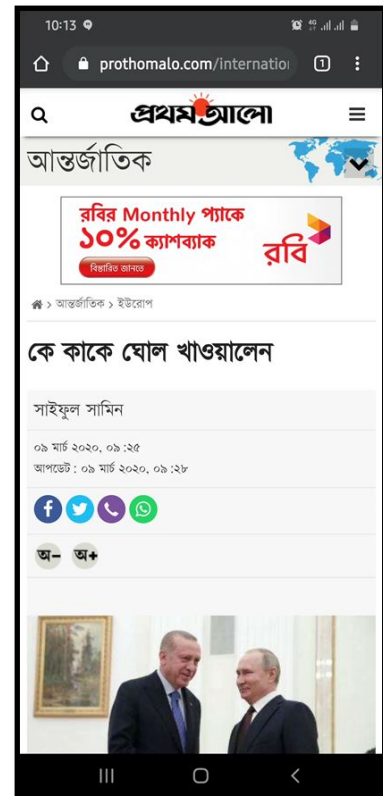 10:13
4G
prothomalo.com/internatio
1
প্রথম আলো
আন্তর্জাতিক
রবির Monthly প্যাকে
১০% ক্যাশব্যাক
বিস্তারিত জানতে
রবি
> আন্তর্জাতিক > ইউরোপ
কে কাকে ঘোল খাওয়ালেন
সাইফুল সামিন
০৯ মার্চ ২০২০, ০৯:২৫
আপডেট : ০৯ মার্চ ২০২০, ০৯:২৮
অ- অ+